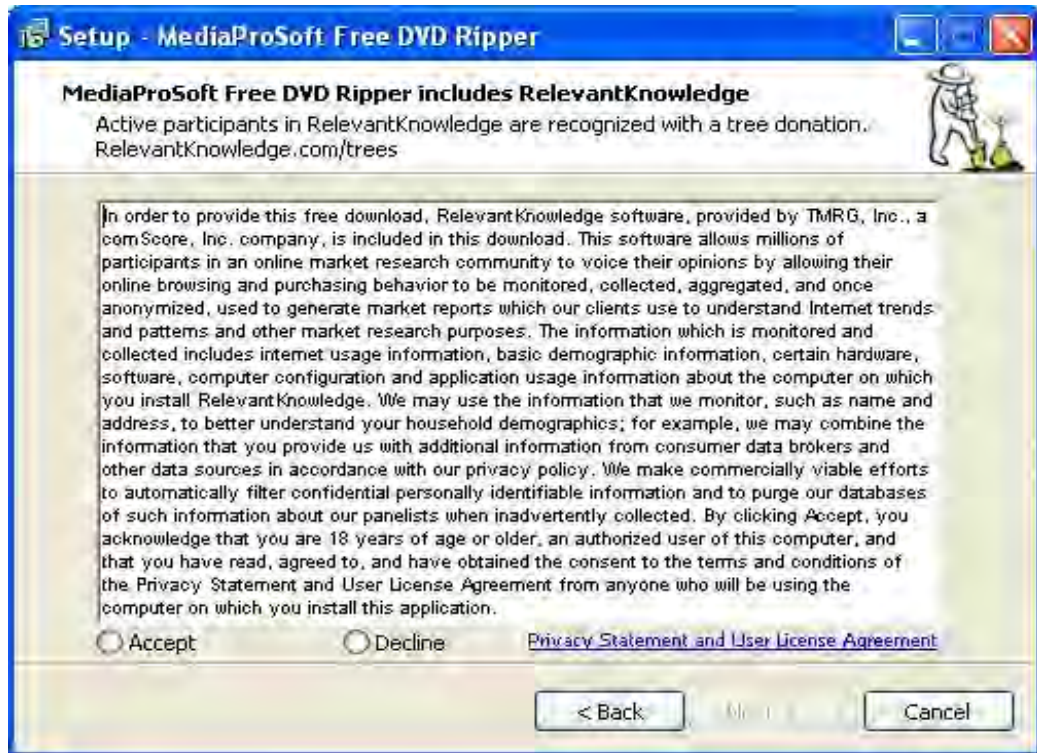 Setup - MediaProSoft Free DVD Ripper
MediaProSoft Free DVD Ripper includes RelevantKnowledge
Active participants in RelevantKnowledge are recognized with a tree donation.
RelevantKnowledge.com/trees
In order to provide this free download, RelevantKnowledge software, provided by TMRG, Inc., a
comScore, Inc. company, is included in this download. This software allows millions of
participants in an online market research community to voice their opinions by allowing their
online browsing and purchasing behavior to be monitored, collected, aggregated, and once
anonymized, used to generate market reports which our clients use to understand Internet trends
and patterns and other market research purposes. The information which is monitored and
collected includes internet usage information, basic demographic information, certain hardware,
software, computer configuration and application usage information about the computer on which
you install RelevantKnowledge. We may use the information that we monitor, such as name and
address, to better understand your household demographics; for example, we may combine the
information that you provide us with additional information from consumer data brokers and
other data sources in accordance with our privacy policy. We make commercially viable efforts
to automatically filter confidential personally identifiable information and to purge our databases
of such information about our panelists when inadvertently collected. By clicking Accept, you
acknowledge that you are 18 years of age or older, an authorized user of this computer, and
that you have read, agreed to, and have obtained the consent to the terms and conditions of
the Privacy Statement and User License Agreement from anyone who will be using the
computer on which you install this application.
Accept Decline Privacy Statement and User License Agreement
< Back Cancel